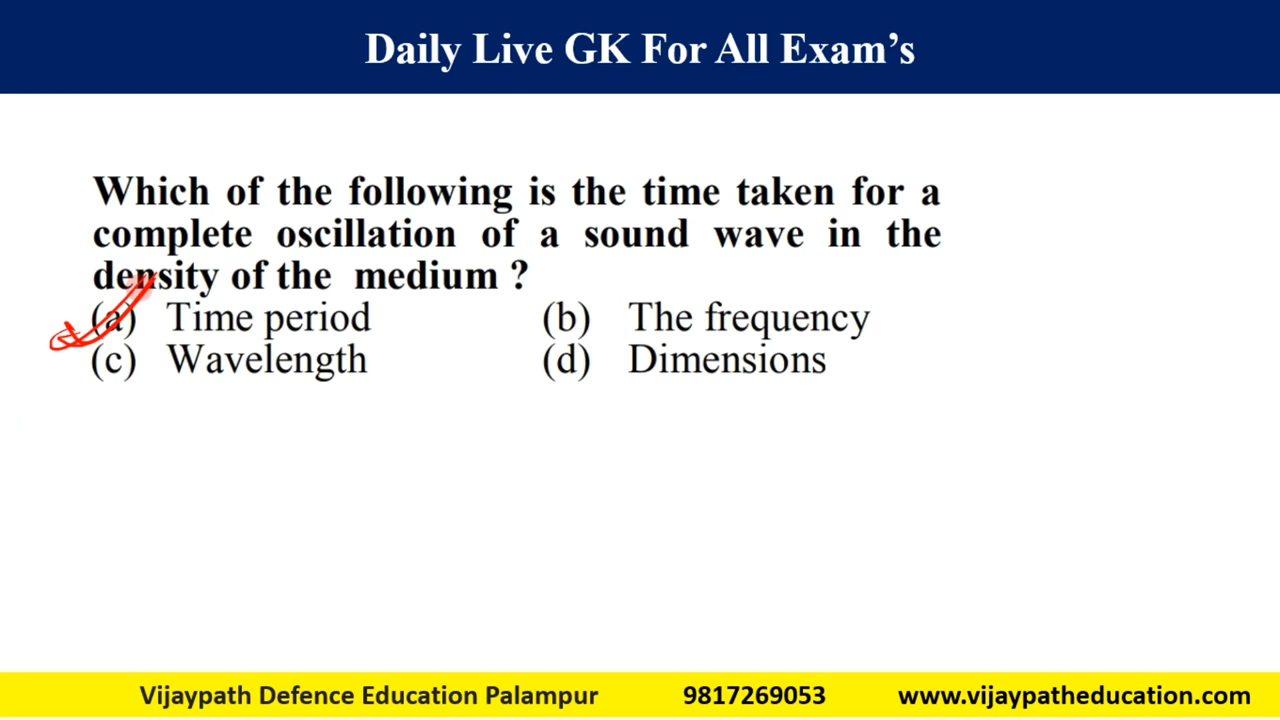 Daily Live GK For All Exam’s
Which of the following is the time taken for a
complete oscillation of a sound wave in the
density of the medium ?
(a) Time period (b) The frequency
(c) Wavelength (d) Dimensions
Vijaypath Defence Education Palampur 9817269053 www.vijaypatheducation.com